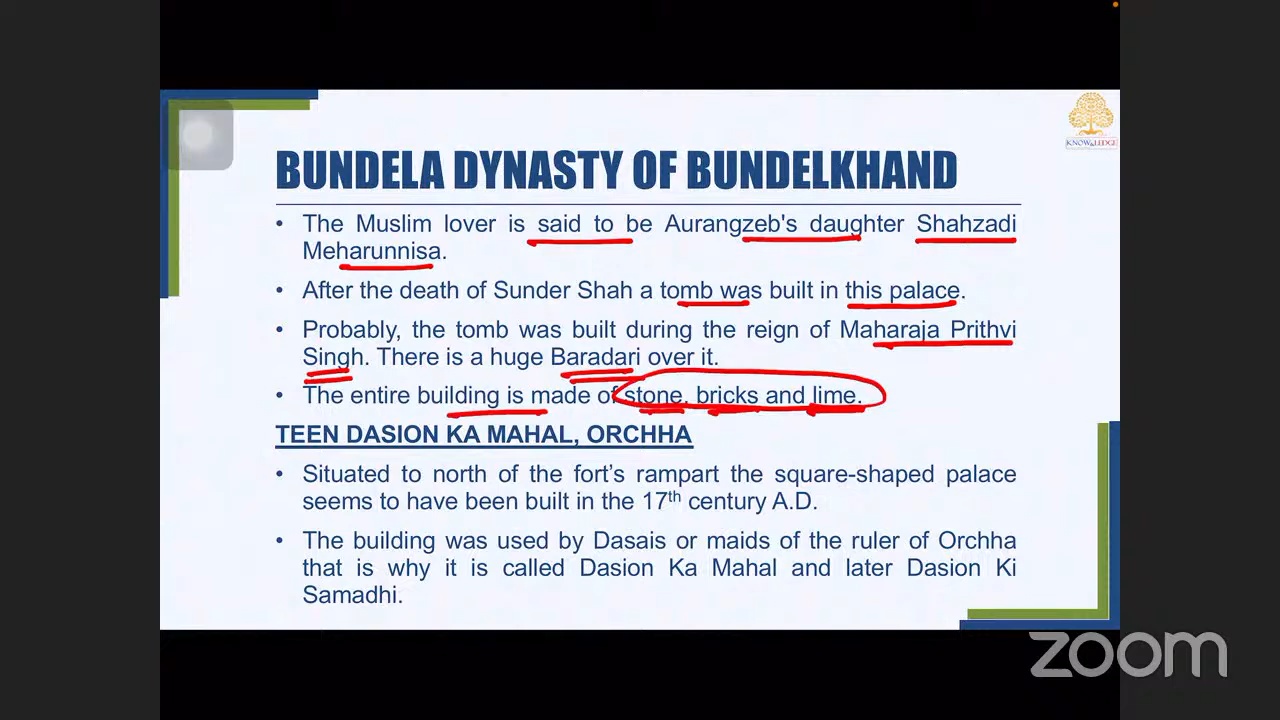 KNOWLEDGE
BUNDELA DYNASTY OF BUNDELKHAND
• The Muslim lover is said to be Aurangzeb's daughter Shahzadi
Meharunnisa.
• After the death of Sunder Shah a tomb was built in this palace.
• Probably, the tomb was built during the reign of Maharaja Prithvi
Singh. There is a huge Baradari over it.
• The entire building is made of stone, bricks and lime.
TEEN DASION KA MAHAL, ORCHHA
• Situated to north of the fort’s rampart the square-shaped palace
seems to have been built in the 17th century A.D.
• The building was used by Dasais or maids of the ruler of Orchha
that is why it is called Dasion Ka Mahal and later Dasion Ki
Samadhi.
zoom